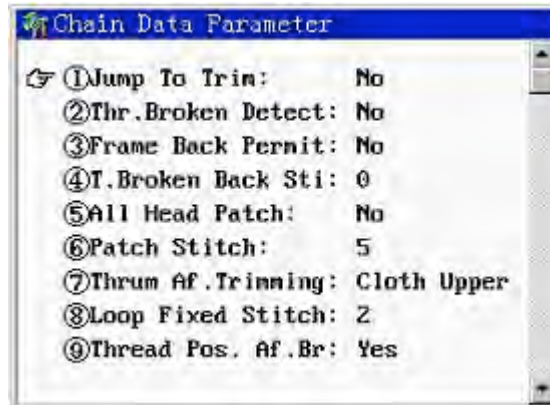 Chain Data Parameter
①Jump To Trim: No
②Thr.Broken Detect: No
③Frame Back Permit: No
④T.Broken Back Sti: 0
⑤All Head Patch: No
⑥Patch Stitch: 5
⑦Thrum Af.Trimming: Cloth Upper
⑧Loop Fixed Stitch: 2
⑨Thread Pos. Af.Br: Yes